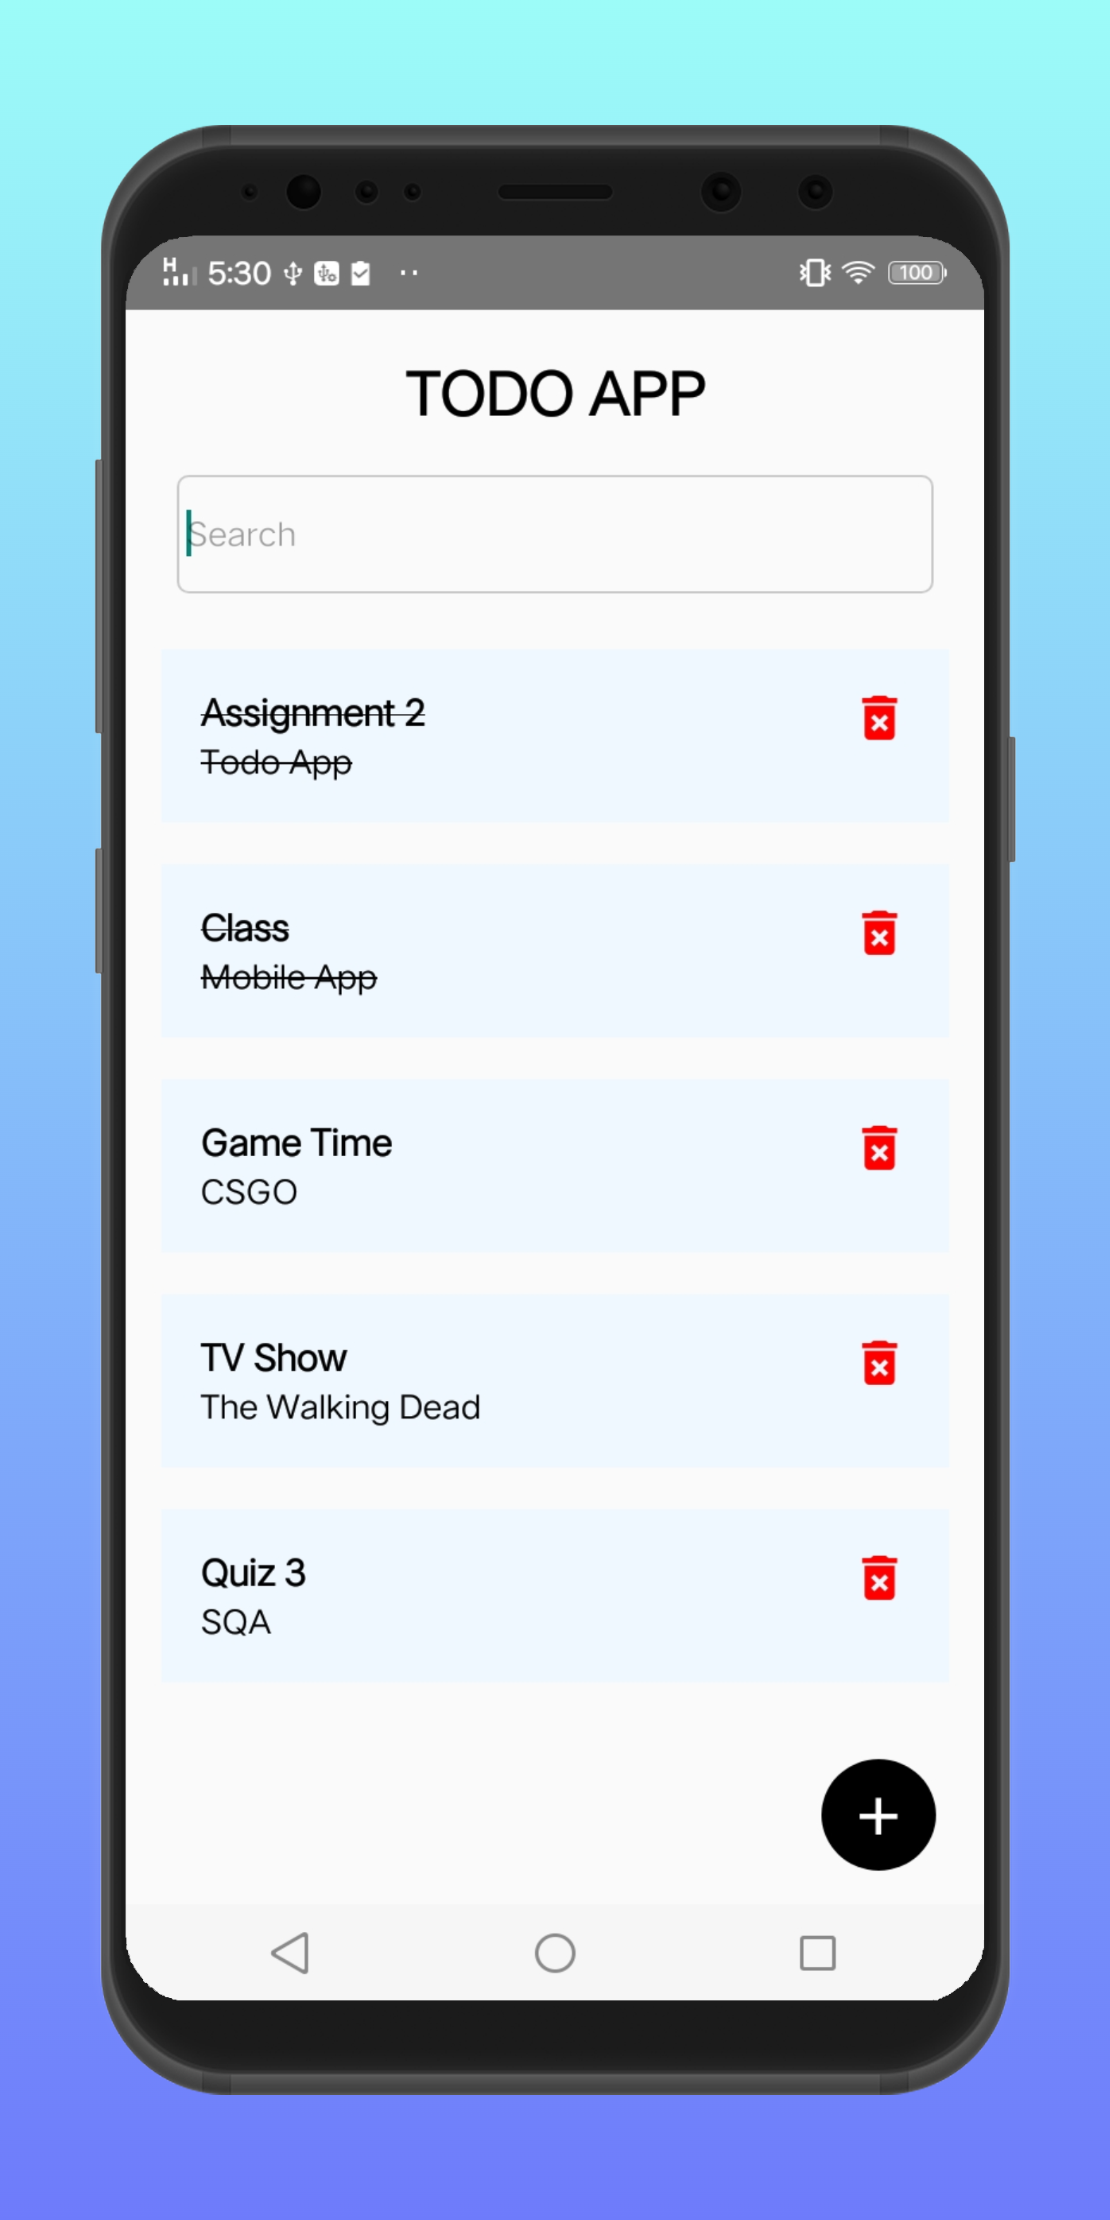 H 5:30 100
TODO APP
Search
Assignment 2
Todo App
Class
Mobile App
Game Time
CSGO
TV Show
The Walking Dead
Quiz 3
SQA